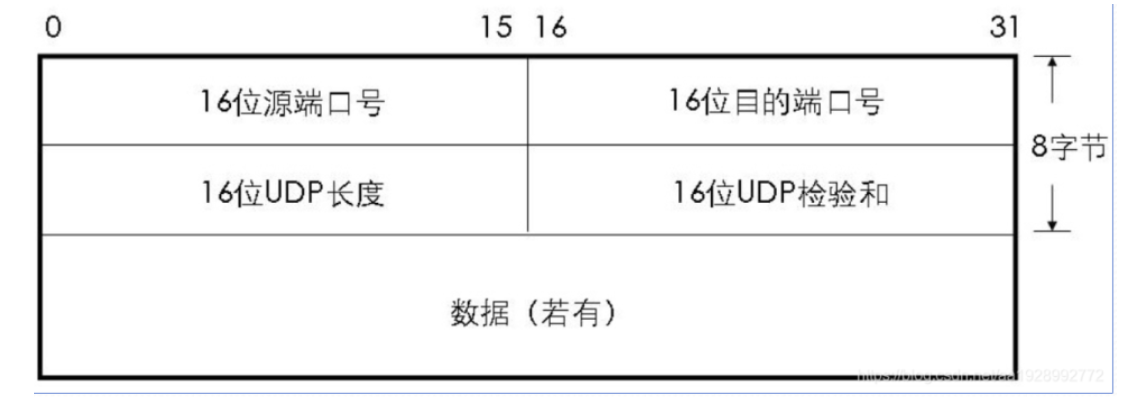 0 15 16 31
16位源端口号 16位目的端口号
8字节
16位UDP长度 16位UDP检验和
数据（若有）
https://blog.csdn.net/aa1928992772